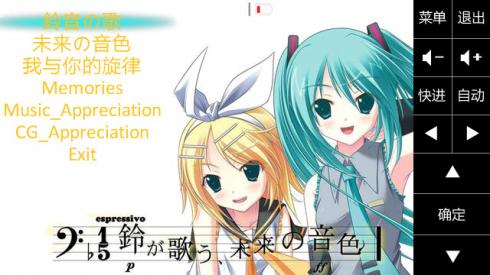 鈴音の歌
未来の音色
我与你的旋律
Memories
Music_Appreciation
CG_Appreciation
Exit
espressivo
1
5
鈴が歌う、未来の音色
p
ff
菜单
退出
快进
自动
确定